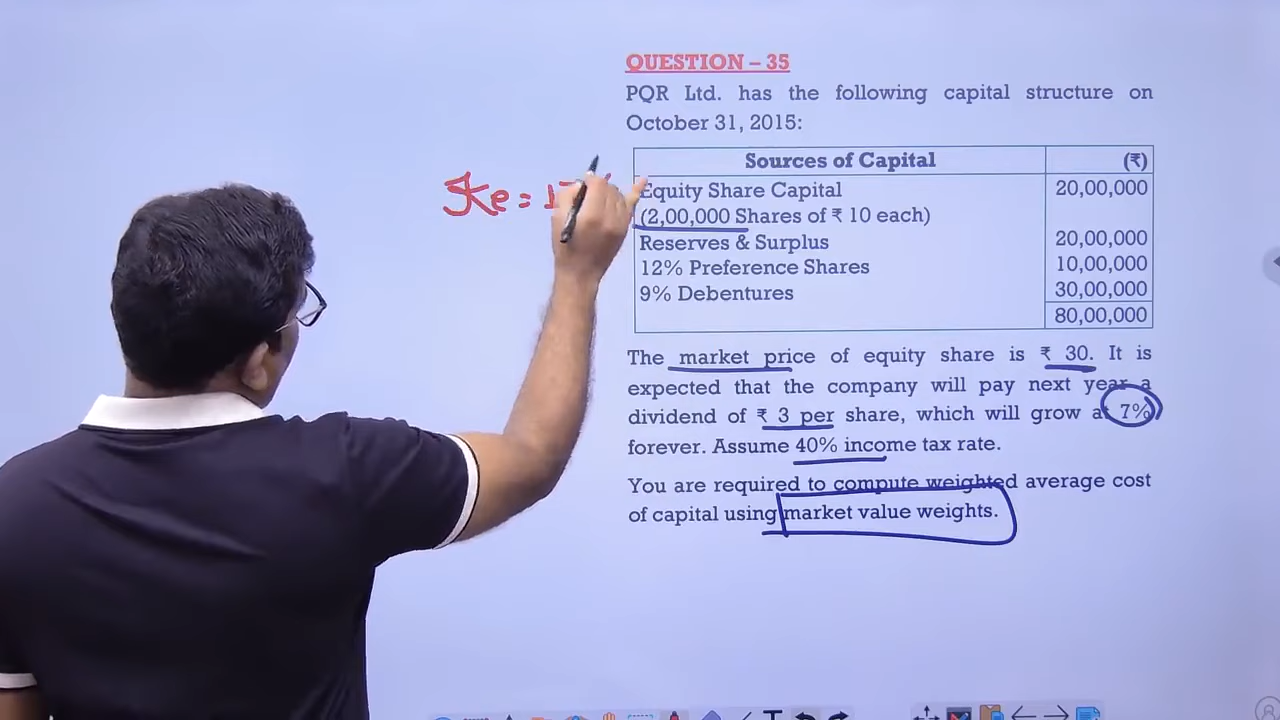 QUESTION – 35
PQR Ltd. has the following capital structure on
October 31, 2015:
Sources of Capital (₹)
Equity Share Capital 20,00,000
(2,00,000 Shares of ₹ 10 each)
Reserves & Surplus 20,00,000
12% Preference Shares 10,00,000
9% Debentures 30,00,000
80,00,000
The market price of equity share is ₹ 30. It is
expected that the company will pay next year a
dividend of ₹ 3 per share, which will grow at 7%
forever. Assume 40% income tax rate.
You are required to compute weighted average cost
of capital using market value weights.
Ke =